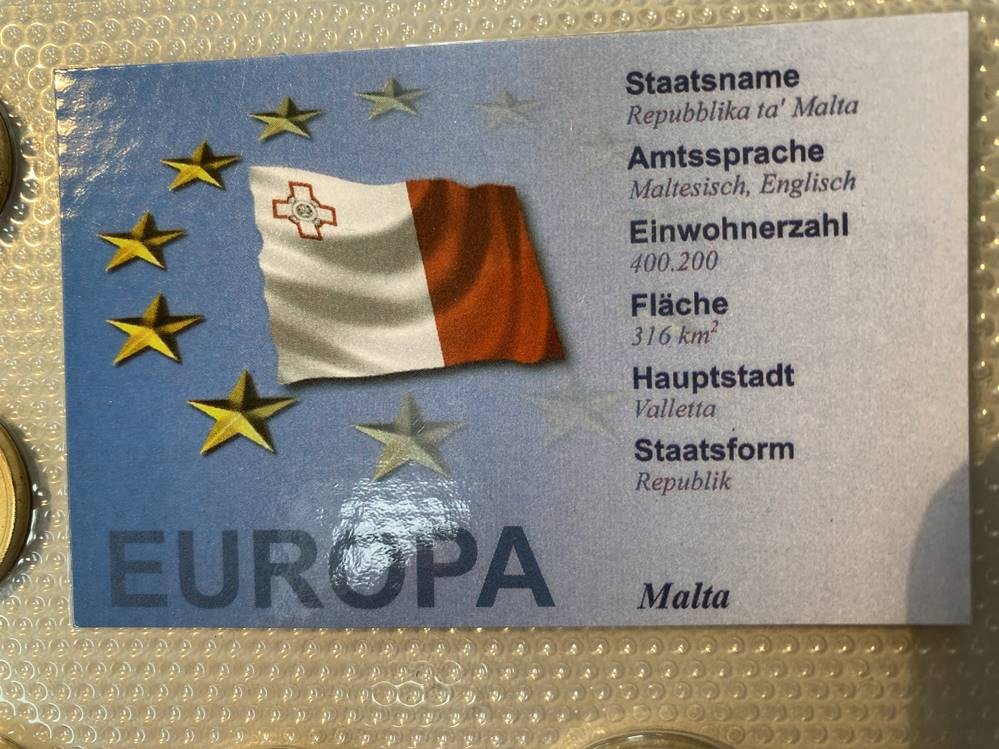 Staatsname
Repubblika ta' Malta
Amtssprache
Maltesisch, Englisch
Einwohnerzahl
400.200
Fläche
316 km²
Hauptstadt
Valletta
Staatsform
Republik
EUROPA
Malta